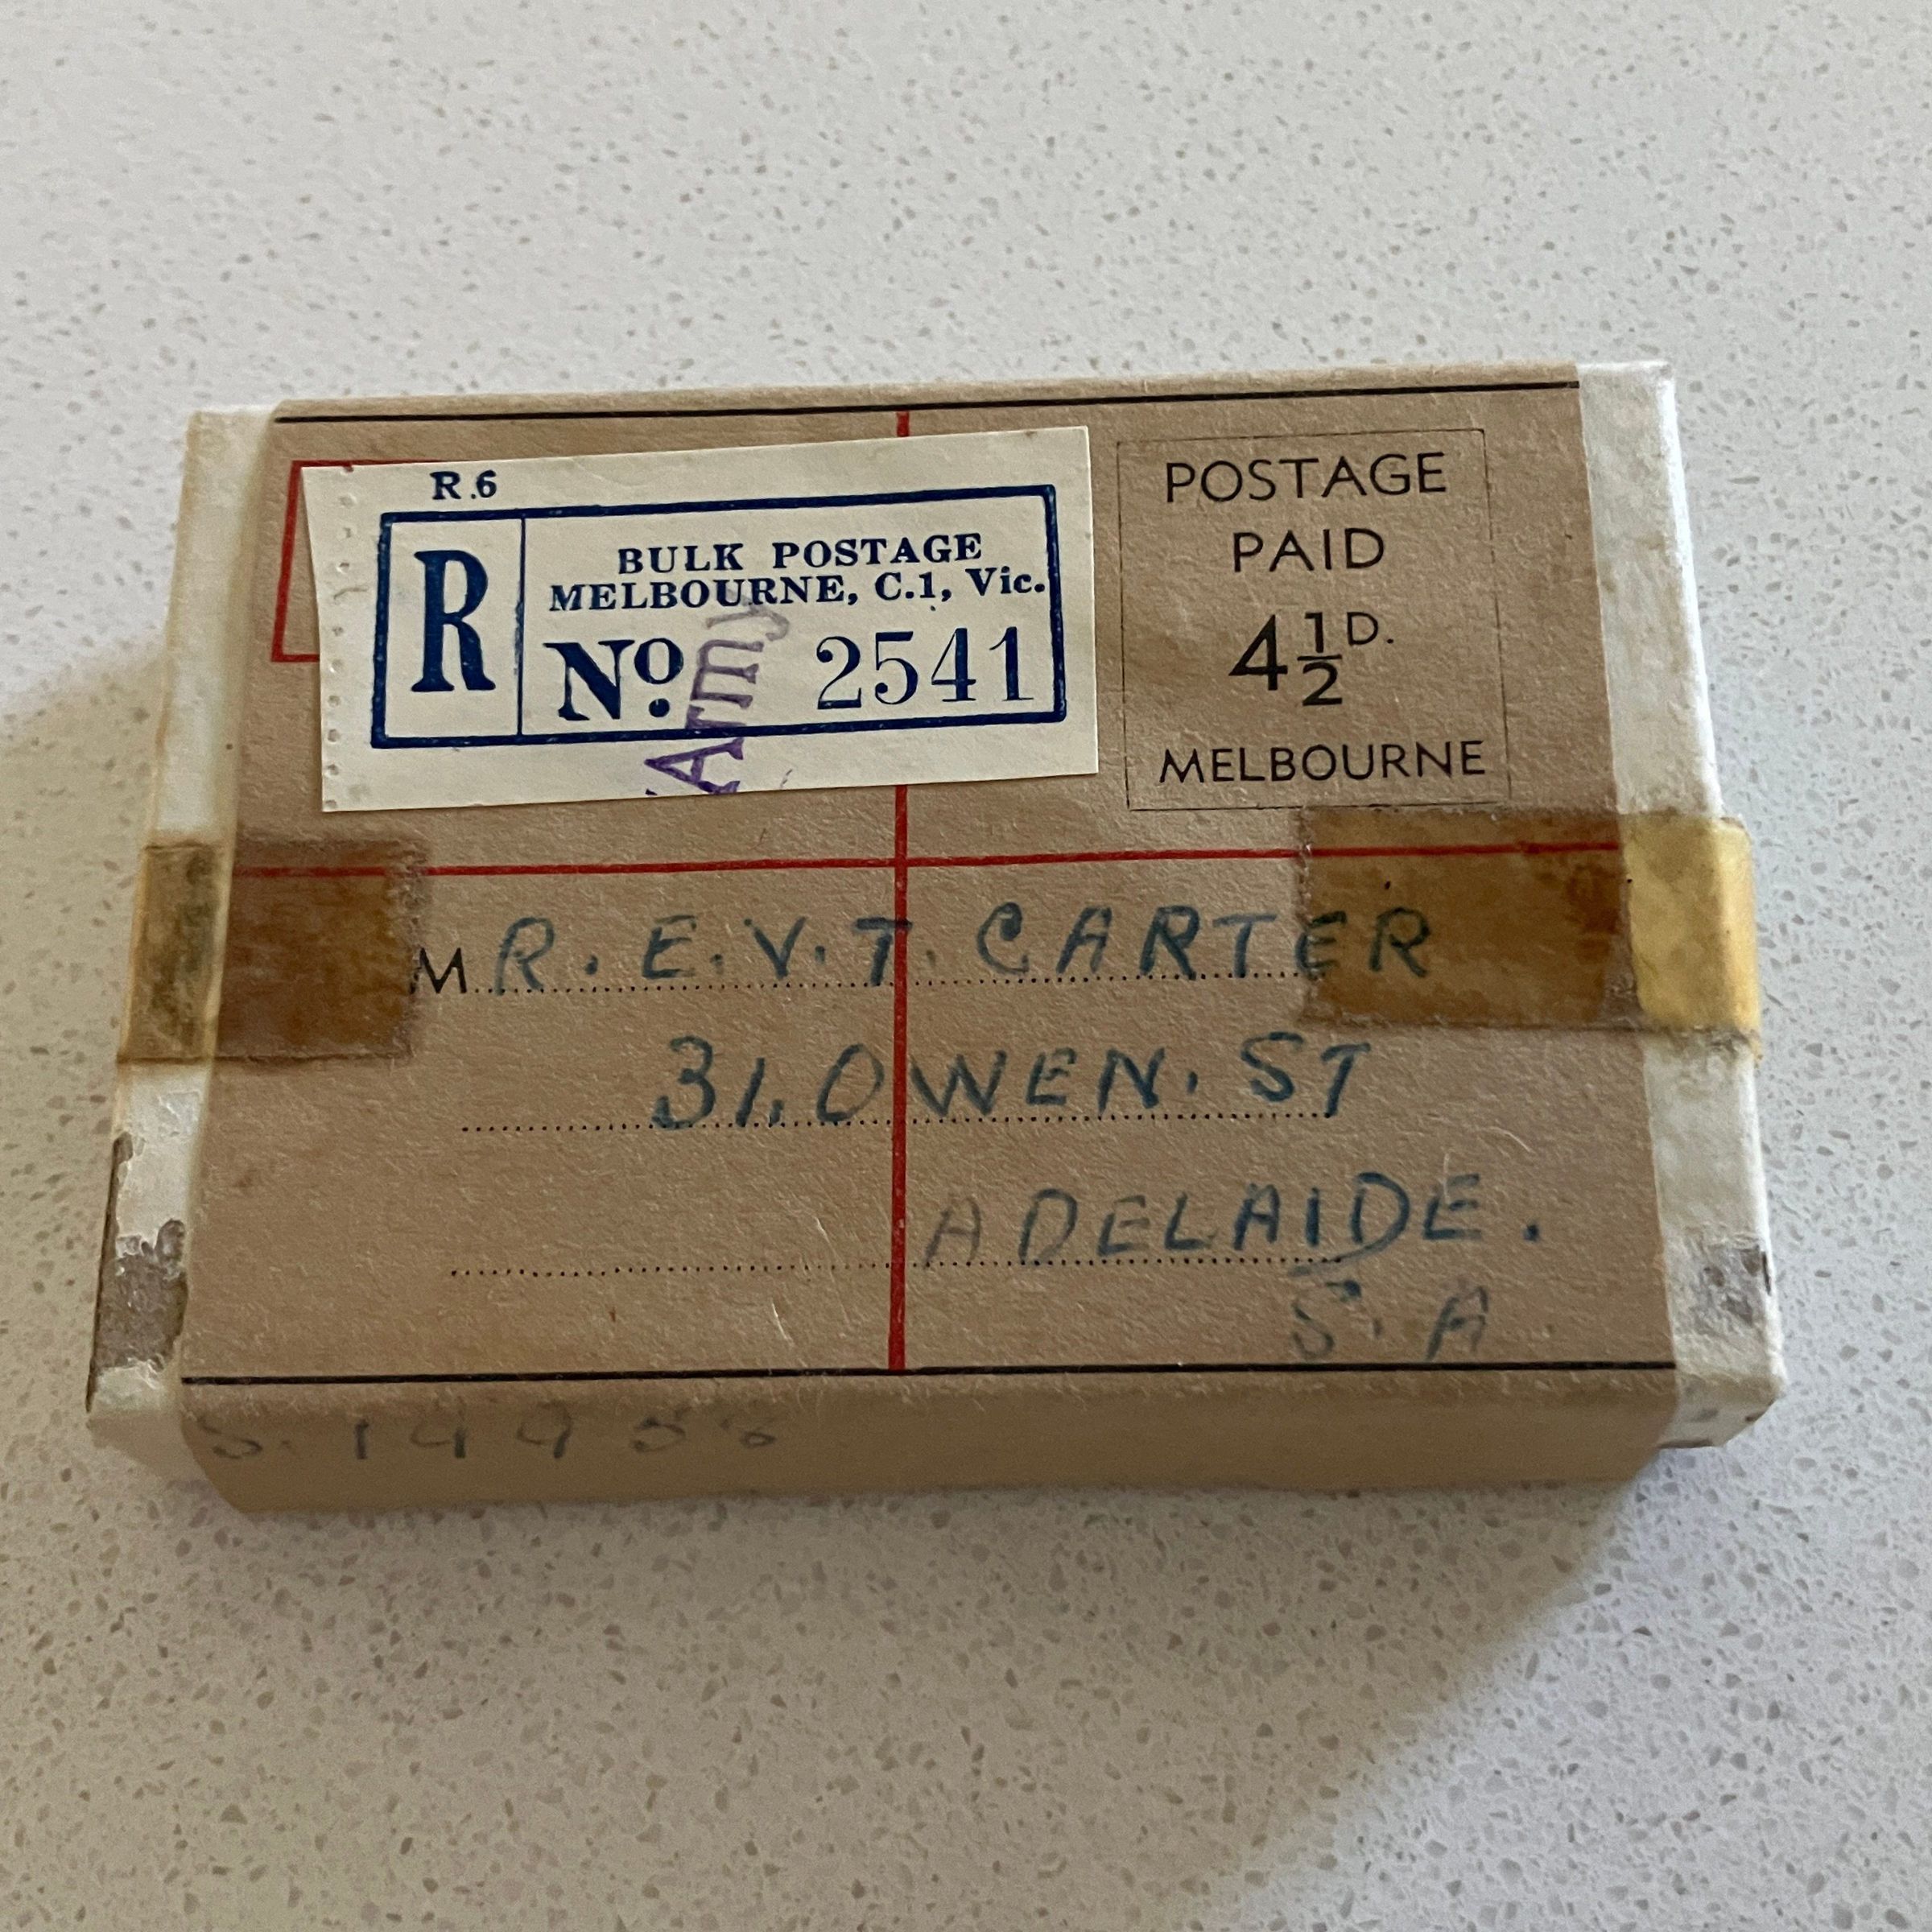 R.6
R
BULK POSTAGE
MELBOURNE, C.1, Vic.
No. 2541
Army
POSTAGE
PAID
4½D.
MELBOURNE
MR. E.V.T. CARTER
31. OWEN. ST
ADELAIDE.
S. A